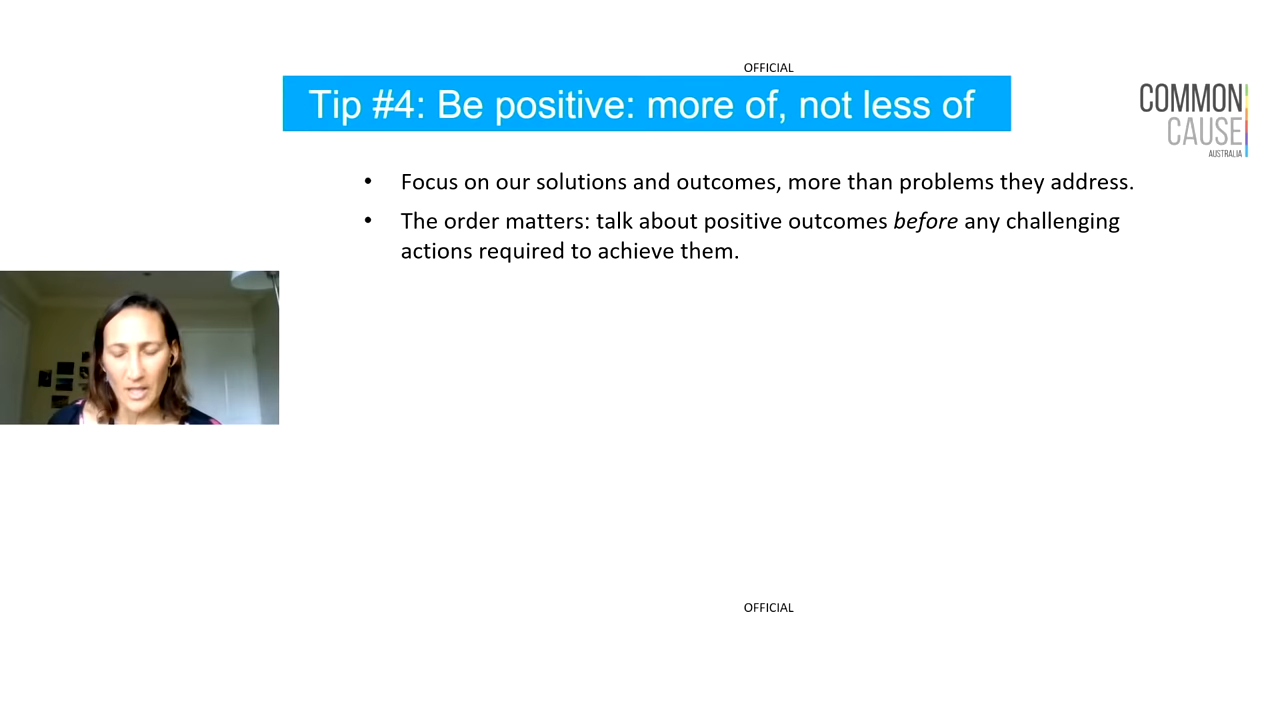 OFFICIAL
Tip #4: Be positive: more of, not less of
COMMON
CAUSE
AUSTRALIA
• Focus on our solutions and outcomes, more than problems they address.
• The order matters: talk about positive outcomes before any challenging
actions required to achieve them.
OFFICIAL